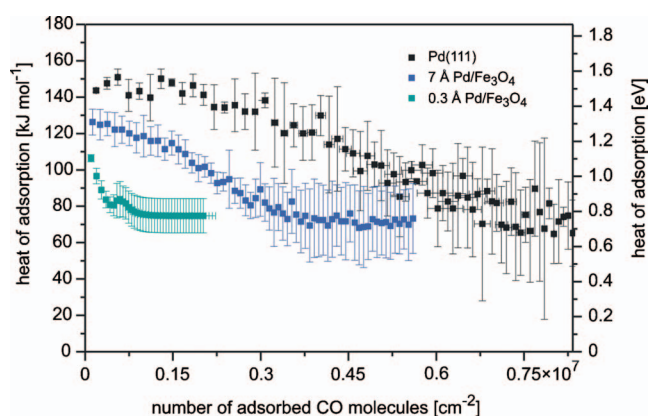 heat of adsorption [kJ mol⁻¹]
180
160
140
120
100
80
60
40
20
0
Pd(111)
7 Å Pd/Fe₃O₄
0.3 Å Pd/Fe₃O₄
1.8
1.6
1.4
1.2
1.0
0.8
0.6
0.4
0.2
0.0
heat of adsorption [eV]
0 0.15 0.3 0.45 0.6 0.75×10⁷
number of adsorbed CO molecules [cm⁻²]